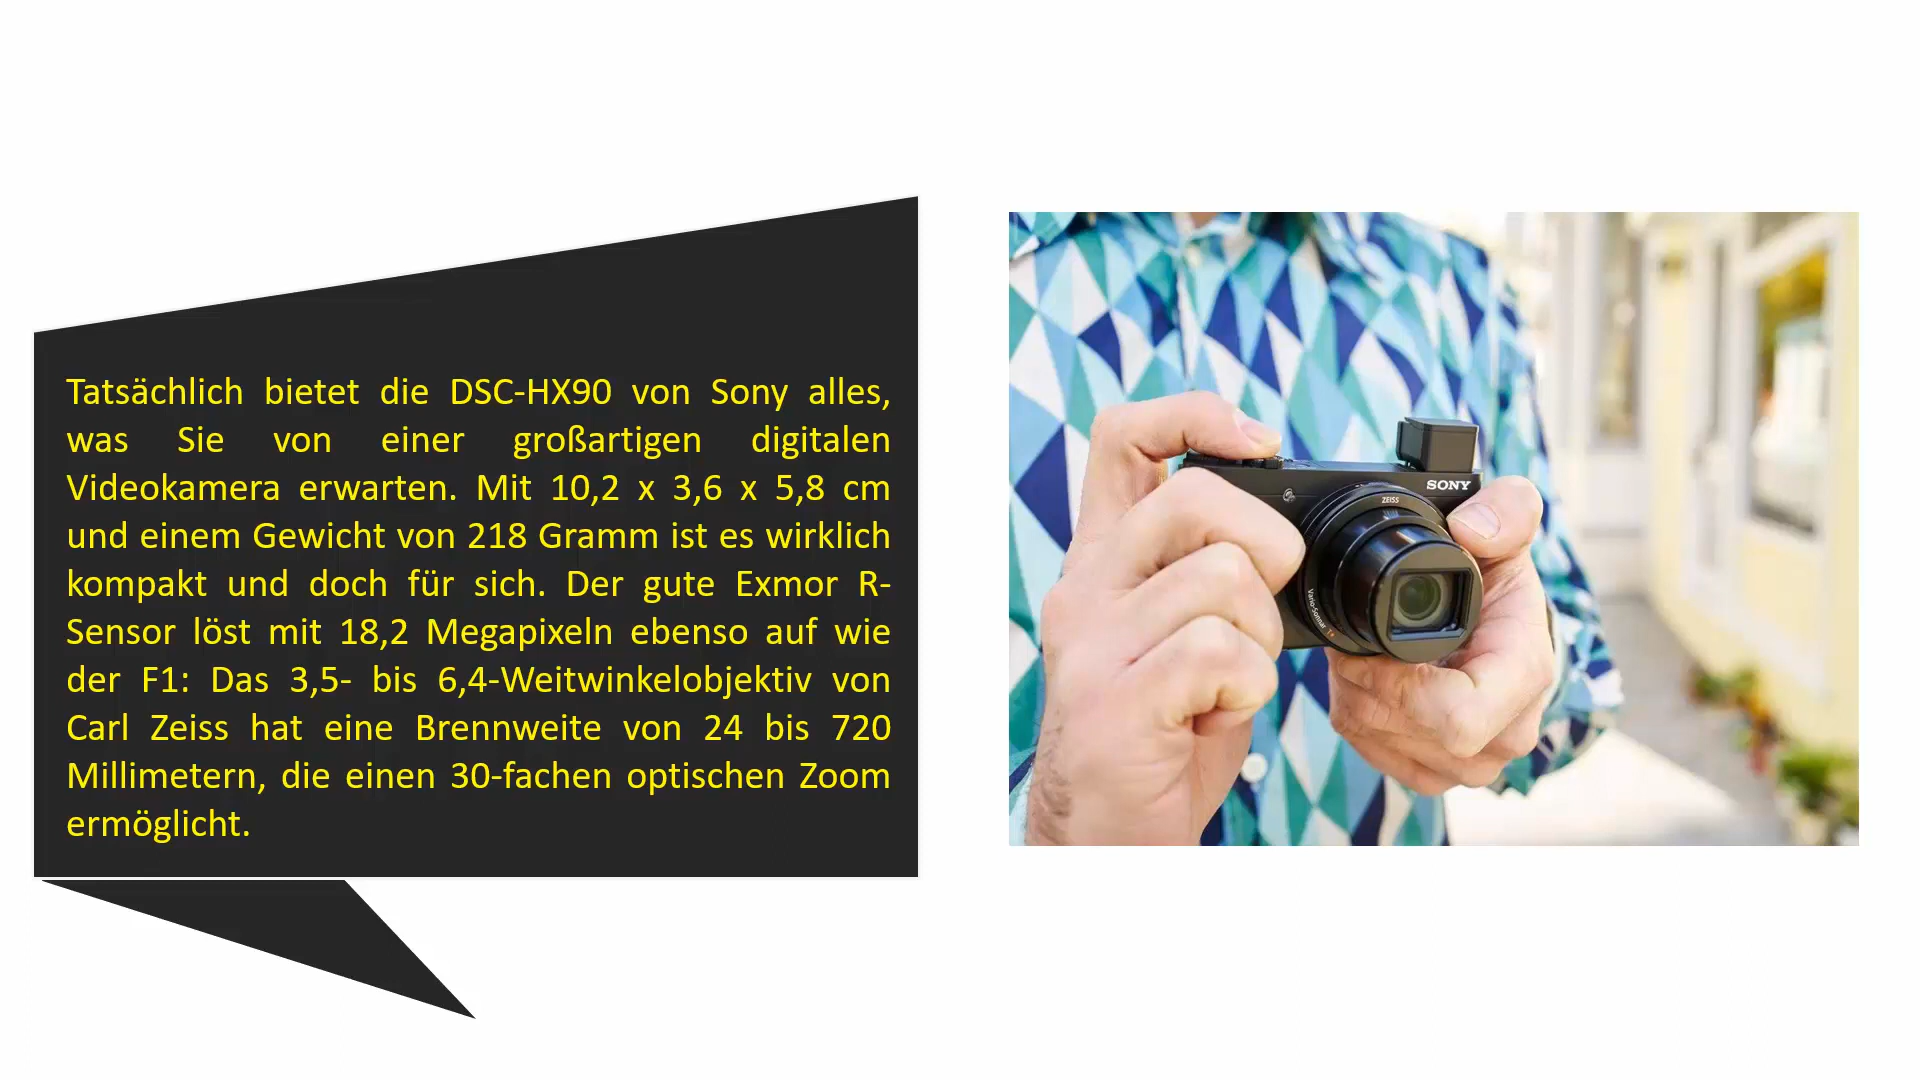 Tatsächlich bietet die DSC-HX90 von Sony alles,
was Sie von einer großartigen digitalen
Videokamera erwarten. Mit 10,2 x 3,6 x 5,8 cm
und einem Gewicht von 218 Gramm ist es wirklich
kompakt und doch für sich. Der gute Exmor R-
Sensor löst mit 18,2 Megapixeln ebenso auf wie
der F1: Das 3,5- bis 6,4-Weitwinkelobjektiv von
Carl Zeiss hat eine Brennweite von 24 bis 720
Millimetern, die einen 30-fachen optischen Zoom
ermöglicht.
SONY
ZEISS
Vario-Sonnar T*